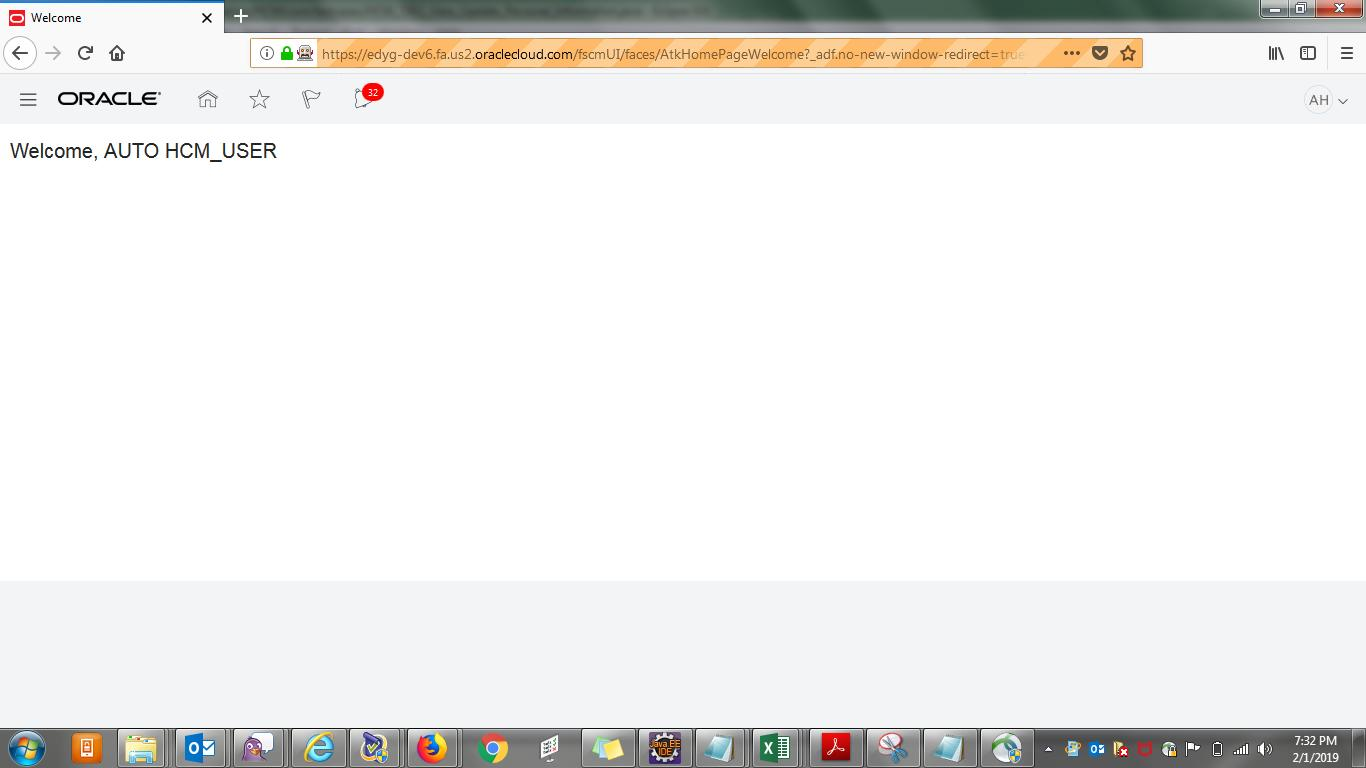 Welcome
https://edyg-dev6.fa.us2.oraclecloud.com/fscmUI/faces/AtkHomePageWelcome?_adf.no-new-window-redirect=true
ORACLE
32
AH
Welcome, AUTO HCM_USER
Java EE
IDE
7:32 PM
2/1/2019